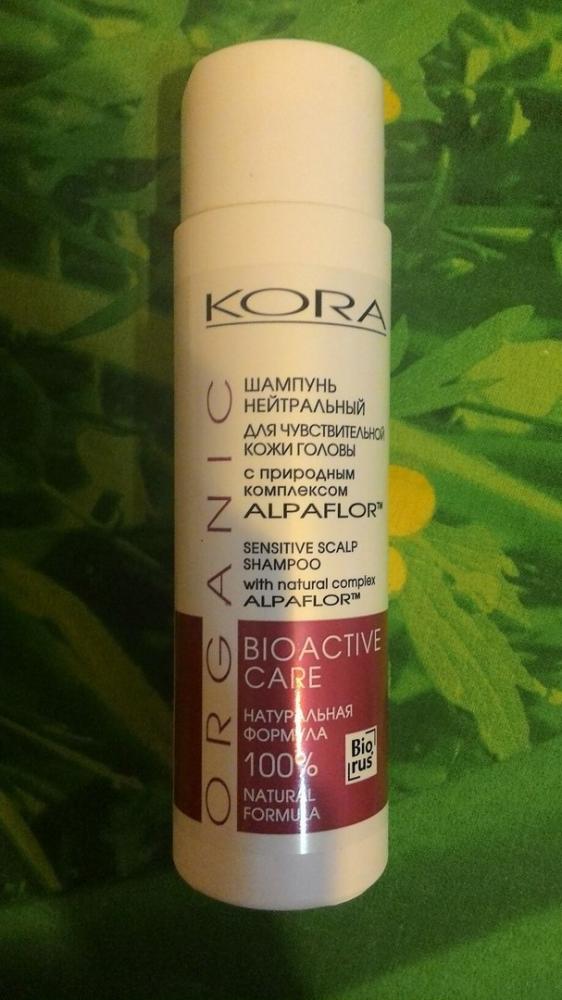 KORA
ORGANIC
ШАМПУНЬ
НЕЙТРАЛЬНЫЙ
ДЛЯ ЧУВСТВИТЕЛЬНОЙ
КОЖИ ГОЛОВЫ
с природным
комплексом
ALPAFLOR™
SENSITIVE SCALP
SHAMPOO
with natural complex
ALPAFLOR™
BIOACTIVE
CARE
НАТУРАЛЬНАЯ
ФОРМУЛА
100%
NATURAL
FORMULA
Bio
rus